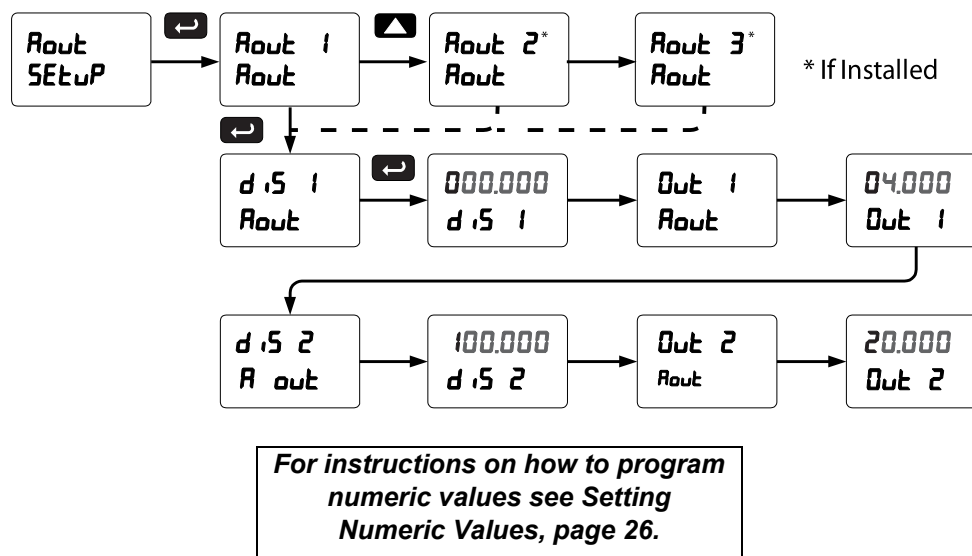 Aout
SEtuP
Aout 1
Aout
Aout 2*
Aout
Aout 3*
Aout
* If Installed
diS 1
Aout
000.000
diS 1
Out 1
Aout
04.000
Out 1
diS 2
A out
100.000
diS 2
Out 2
Aout
20.000
Out 2
For instructions on how to program
numeric values see Setting
Numeric Values, page 26.